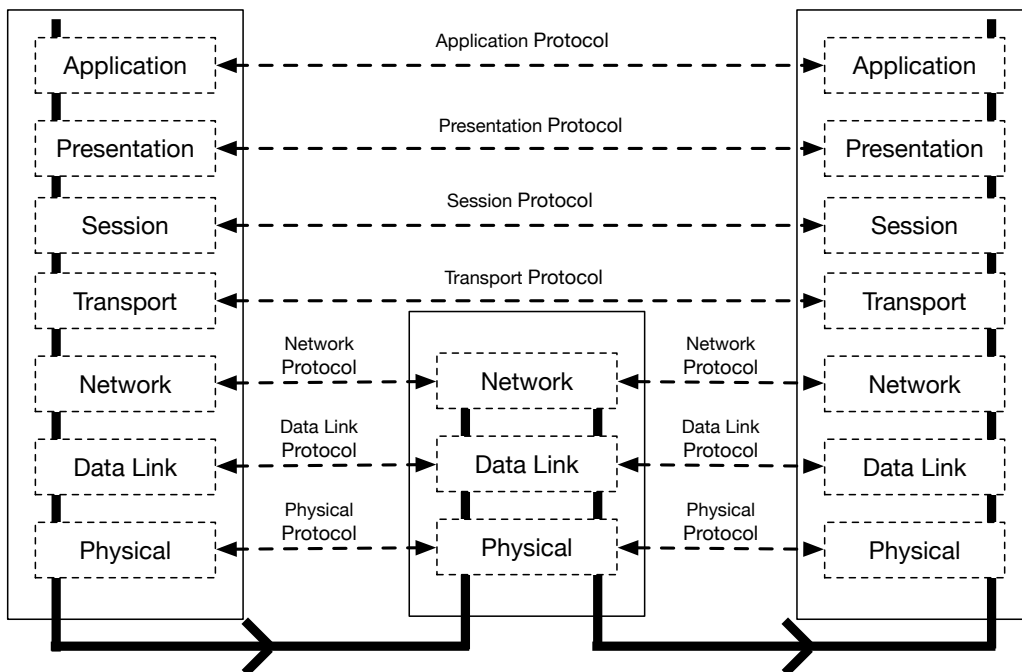 Application
Application Protocol
Application
Presentation
Presentation Protocol
Presentation
Session
Session Protocol
Session
Transport
Transport Protocol
Transport
Network
Network
Protocol
Network
Network
Protocol
Network
Data Link
Data Link
Protocol
Data Link
Data Link
Protocol
Data Link
Physical
Physical
Protocol
Physical
Physical
Protocol
Physical